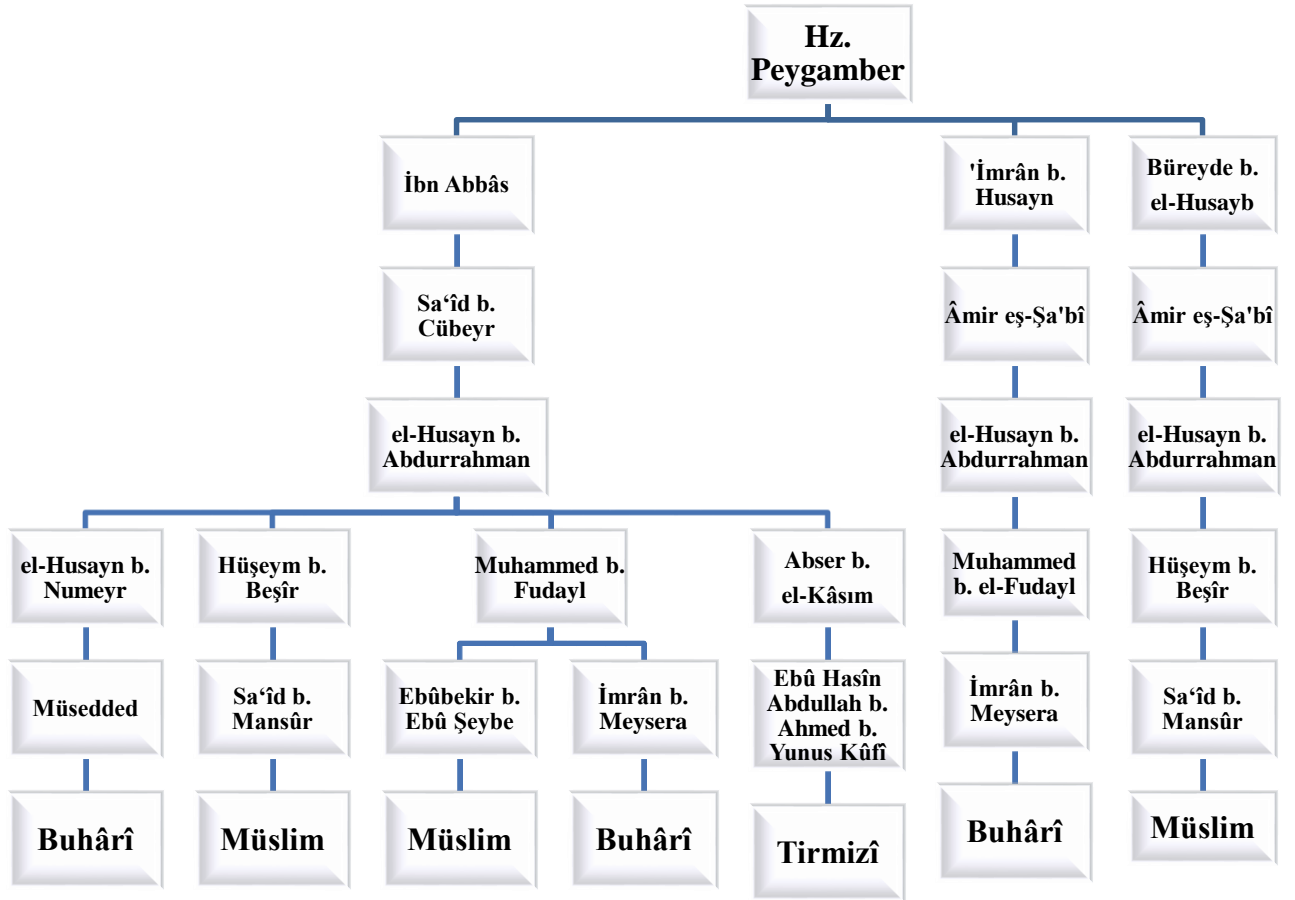 Hz.
Peygamber
İbn Abbâs
'İmrân b.
Husayn
Büreyde b.
el-Husayb
Sa‘îd b.
Cübeyr
Âmir eş-Şa'bî
Âmir eş-Şa'bî
el-Husayn b.
Abdurrahman
el-Husayn b.
Abdurrahman
el-Husayn b.
Abdurrahman
el-Husayn b.
Numeyr
Hüşeym b.
Beşîr
Muhammed b.
Fudayl
Abser b.
el-Kâsım
Muhammed
b. el-Fudayl
Hüşeym b.
Beşîr
Müsedded
Sa‘îd b.
Mansûr
Ebûbekir b.
Ebû Şeybe
İmrân b.
Meysera
Ebû Hasîn
Abdullah b.
Ahmed b.
Yunus Kûfî
İmrân b.
Meysera
Sa‘îd b.
Mansûr
Buhârî
Müslim
Müslim
Buhârî
Tirmizî
Buhârî
Müslim